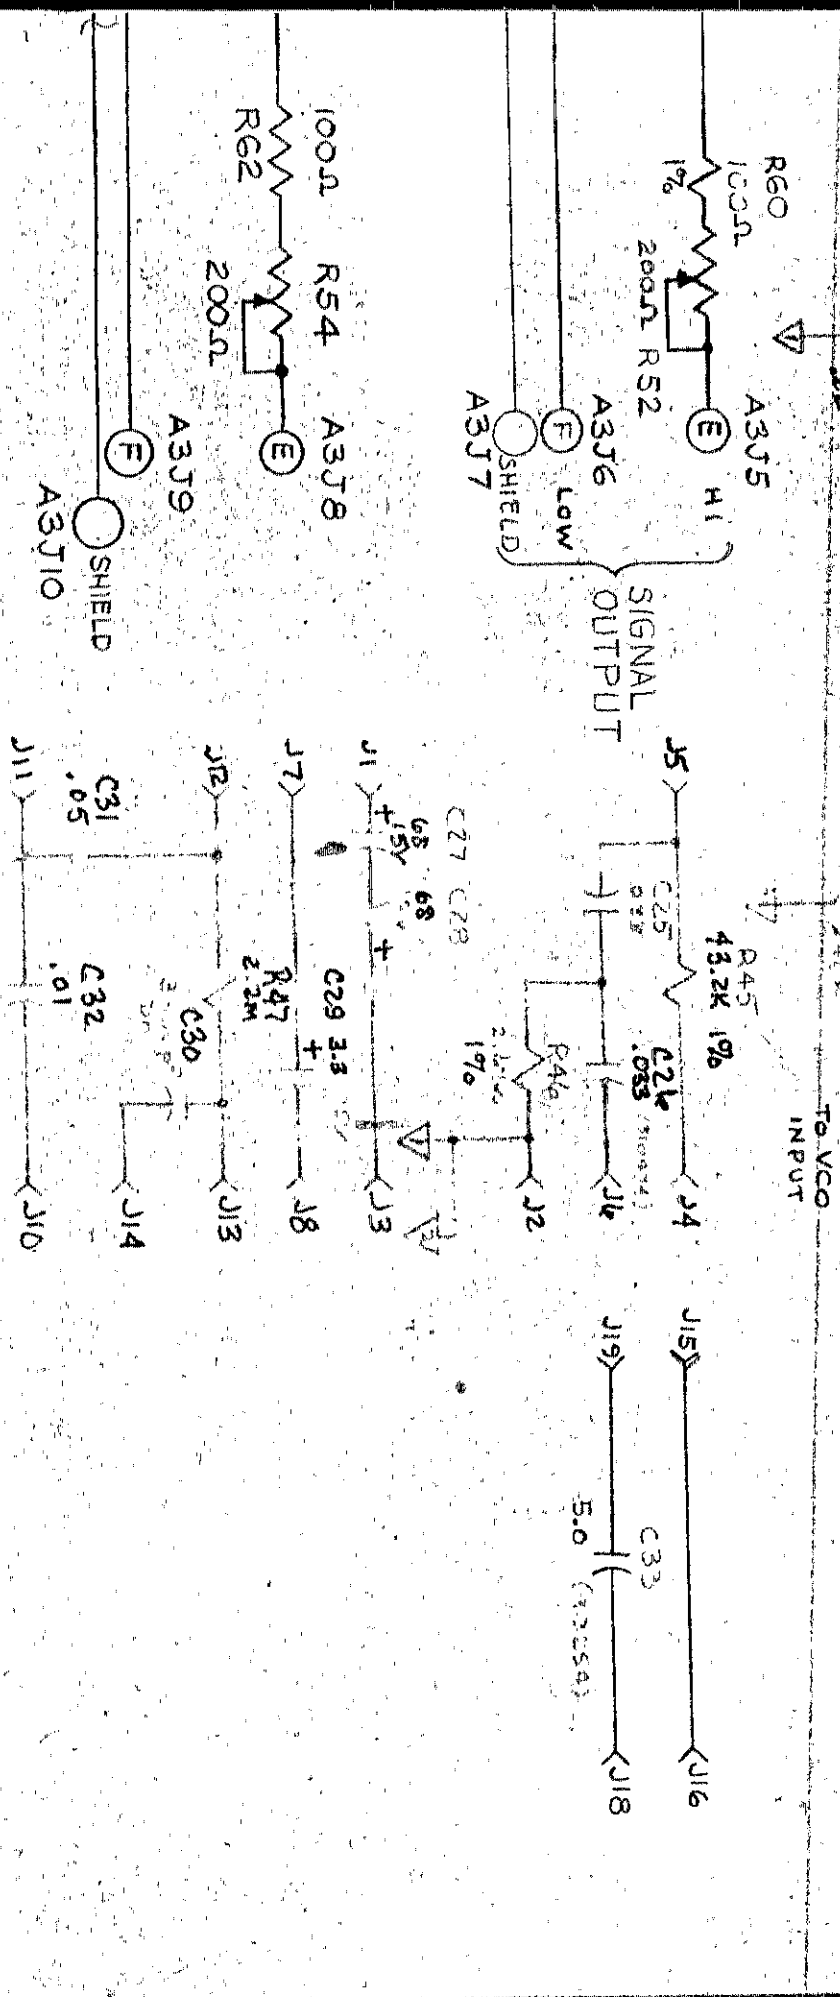 R60
100Ω
1%
200Ω R52
A3J5
E
HI
A3J6
F
LOW
A3J7
SHIELD
SIGNAL
OUTPUT
100Ω
R62
R54
200Ω
A3J8
E
A3J9
F
A3J10
SHIELD
TO VCO
INPUT
J5
R45
43.2K 1%
J4
C25
C26
.033
J6
R46
1%
J2
J1
C27 C28
68
15V
68
+
+
J3
J7
C29 3.3
+
J8
J12
R47
2.2M
J13
C30
J14
J11
C31
.05
C32
.01
J10
J15
J16
J19
C33
5.0
J18